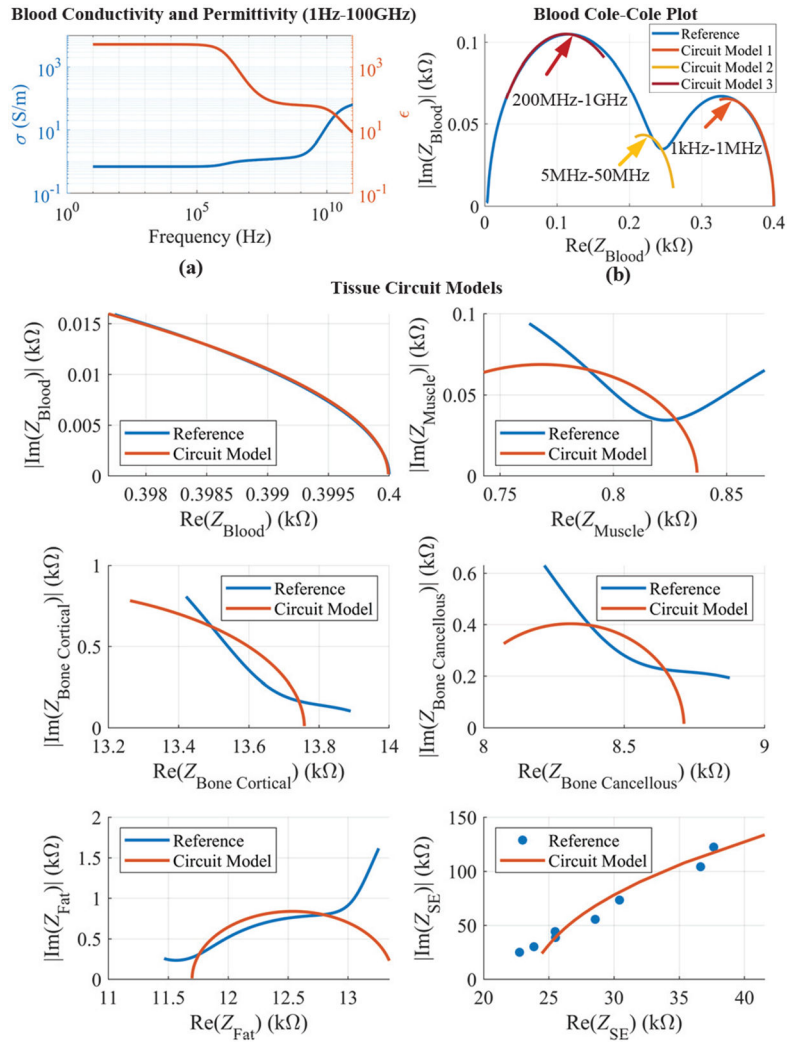 Blood Conductivity and Permittivity (1Hz-100GHz)
σ (S/m)
10^3
10^1
10^-1
10^3
10^1
10^-1
ϵ
10^0
10^5
10^10
Frequency (Hz)
(a)
Blood Cole-Cole Plot
|Im(Z_Blood)| (kΩ)
0.1
0.05
0
Reference
Circuit Model 1
Circuit Model 2
Circuit Model 3
200MHz-1GHz
5MHz-50MHz
1kHz-1MHz
0
0.1
0.2
0.3
0.4
Re(Z_Blood) (kΩ)
(b)
Tissue Circuit Models
|Im(Z_Blood)| (kΩ)
0.015
0.01
0.005
0
Reference
Circuit Model
0.398
0.3985
0.399
0.3995
0.4
Re(Z_Blood) (kΩ)
|Im(Z_Muscle)| (kΩ)
0.1
0.05
0
Reference
Circuit Model
0.75
0.8
0.85
Re(Z_Muscle) (kΩ)
|Im(Z_Bone Cortical)| (kΩ)
1
0.5
0
Reference
Circuit Model
13.2
13.4
13.6
13.8
14
Re(Z_Bone Cortical) (kΩ)
|Im(Z_Bone Cancellous)| (kΩ)
0.6
0.4
0.2
0
Reference
Circuit Model
8
8.5
9
Re(Z_Bone Cancellous) (kΩ)
|Im(Z_Fat)| (kΩ)
2
1.5
1
0.5
0
Reference
Circuit Model
11
11.5
12
12.5
13
Re(Z_Fat) (kΩ)
|Im(Z_SE)| (kΩ)
150
100
50
0
Reference
Circuit Model
20
25
30
35
40
Re(Z_SE) (kΩ)